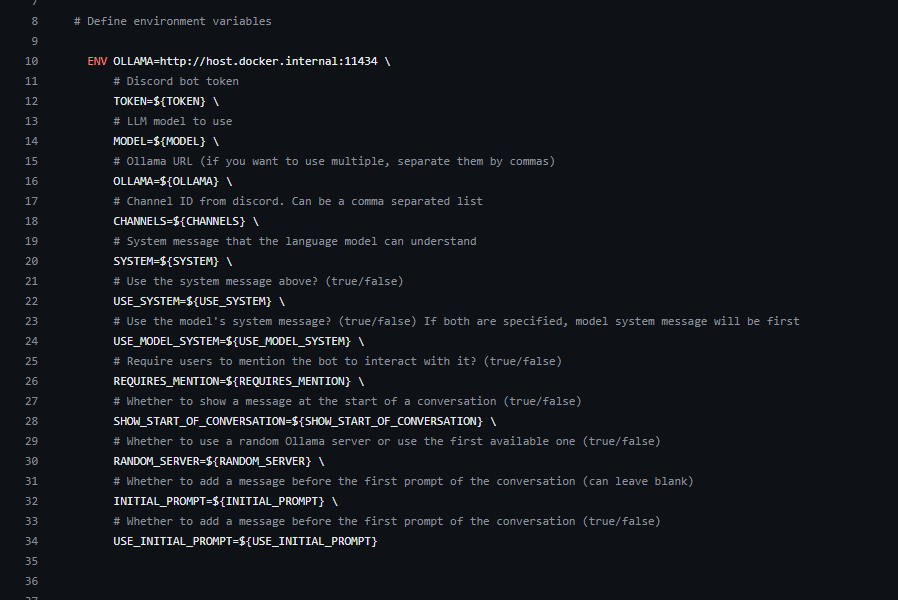 7
8 # Define environment variables
9
10 ENV OLLAMA=http://host.docker.internal:11434 \
11 # Discord bot token
12 TOKEN=${TOKEN} \
13 # LLM model to use
14 MODEL=${MODEL} \
15 # Ollama URL (if you want to use multiple, separate them by commas)
16 OLLAMA=${OLLAMA} \
17 # Channel ID from discord. Can be a comma separated list
18 CHANNELS=${CHANNELS} \
19 # System message that the language model can understand
20 SYSTEM=${SYSTEM} \
21 # Use the system message above? (true/false)
22 USE_SYSTEM=${USE_SYSTEM} \
23 # Use the model's system message? (true/false) If both are specified, model system message will be first
24 USE_MODEL_SYSTEM=${USE_MODEL_SYSTEM} \
25 # Require users to mention the bot to interact with it? (true/false)
26 REQUIRES_MENTION=${REQUIRES_MENTION} \
27 # Whether to show a message at the start of a conversation (true/false)
28 SHOW_START_OF_CONVERSATION=${SHOW_START_OF_CONVERSATION} \
29 # Whether to use a random Ollama server or use the first available one (true/false)
30 RANDOM_SERVER=${RANDOM_SERVER} \
31 # Whether to add a message before the first prompt of the conversation (can leave blank)
32 INITIAL_PROMPT=${INITIAL_PROMPT} \
33 # Whether to add a message before the first prompt of the conversation (true/false)
34 USE_INITIAL_PROMPT=${USE_INITIAL_PROMPT}
35
36
37